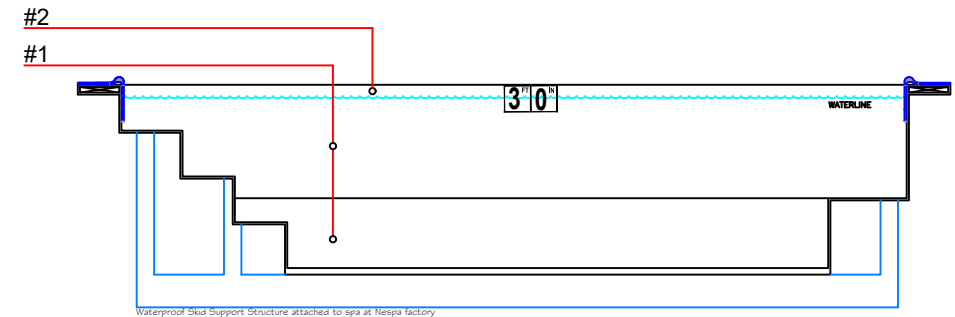 #2
#1
3 FT 0 IN
WATERLINE
Waterproof Skid Support Structure attached to spa at Nespa factory